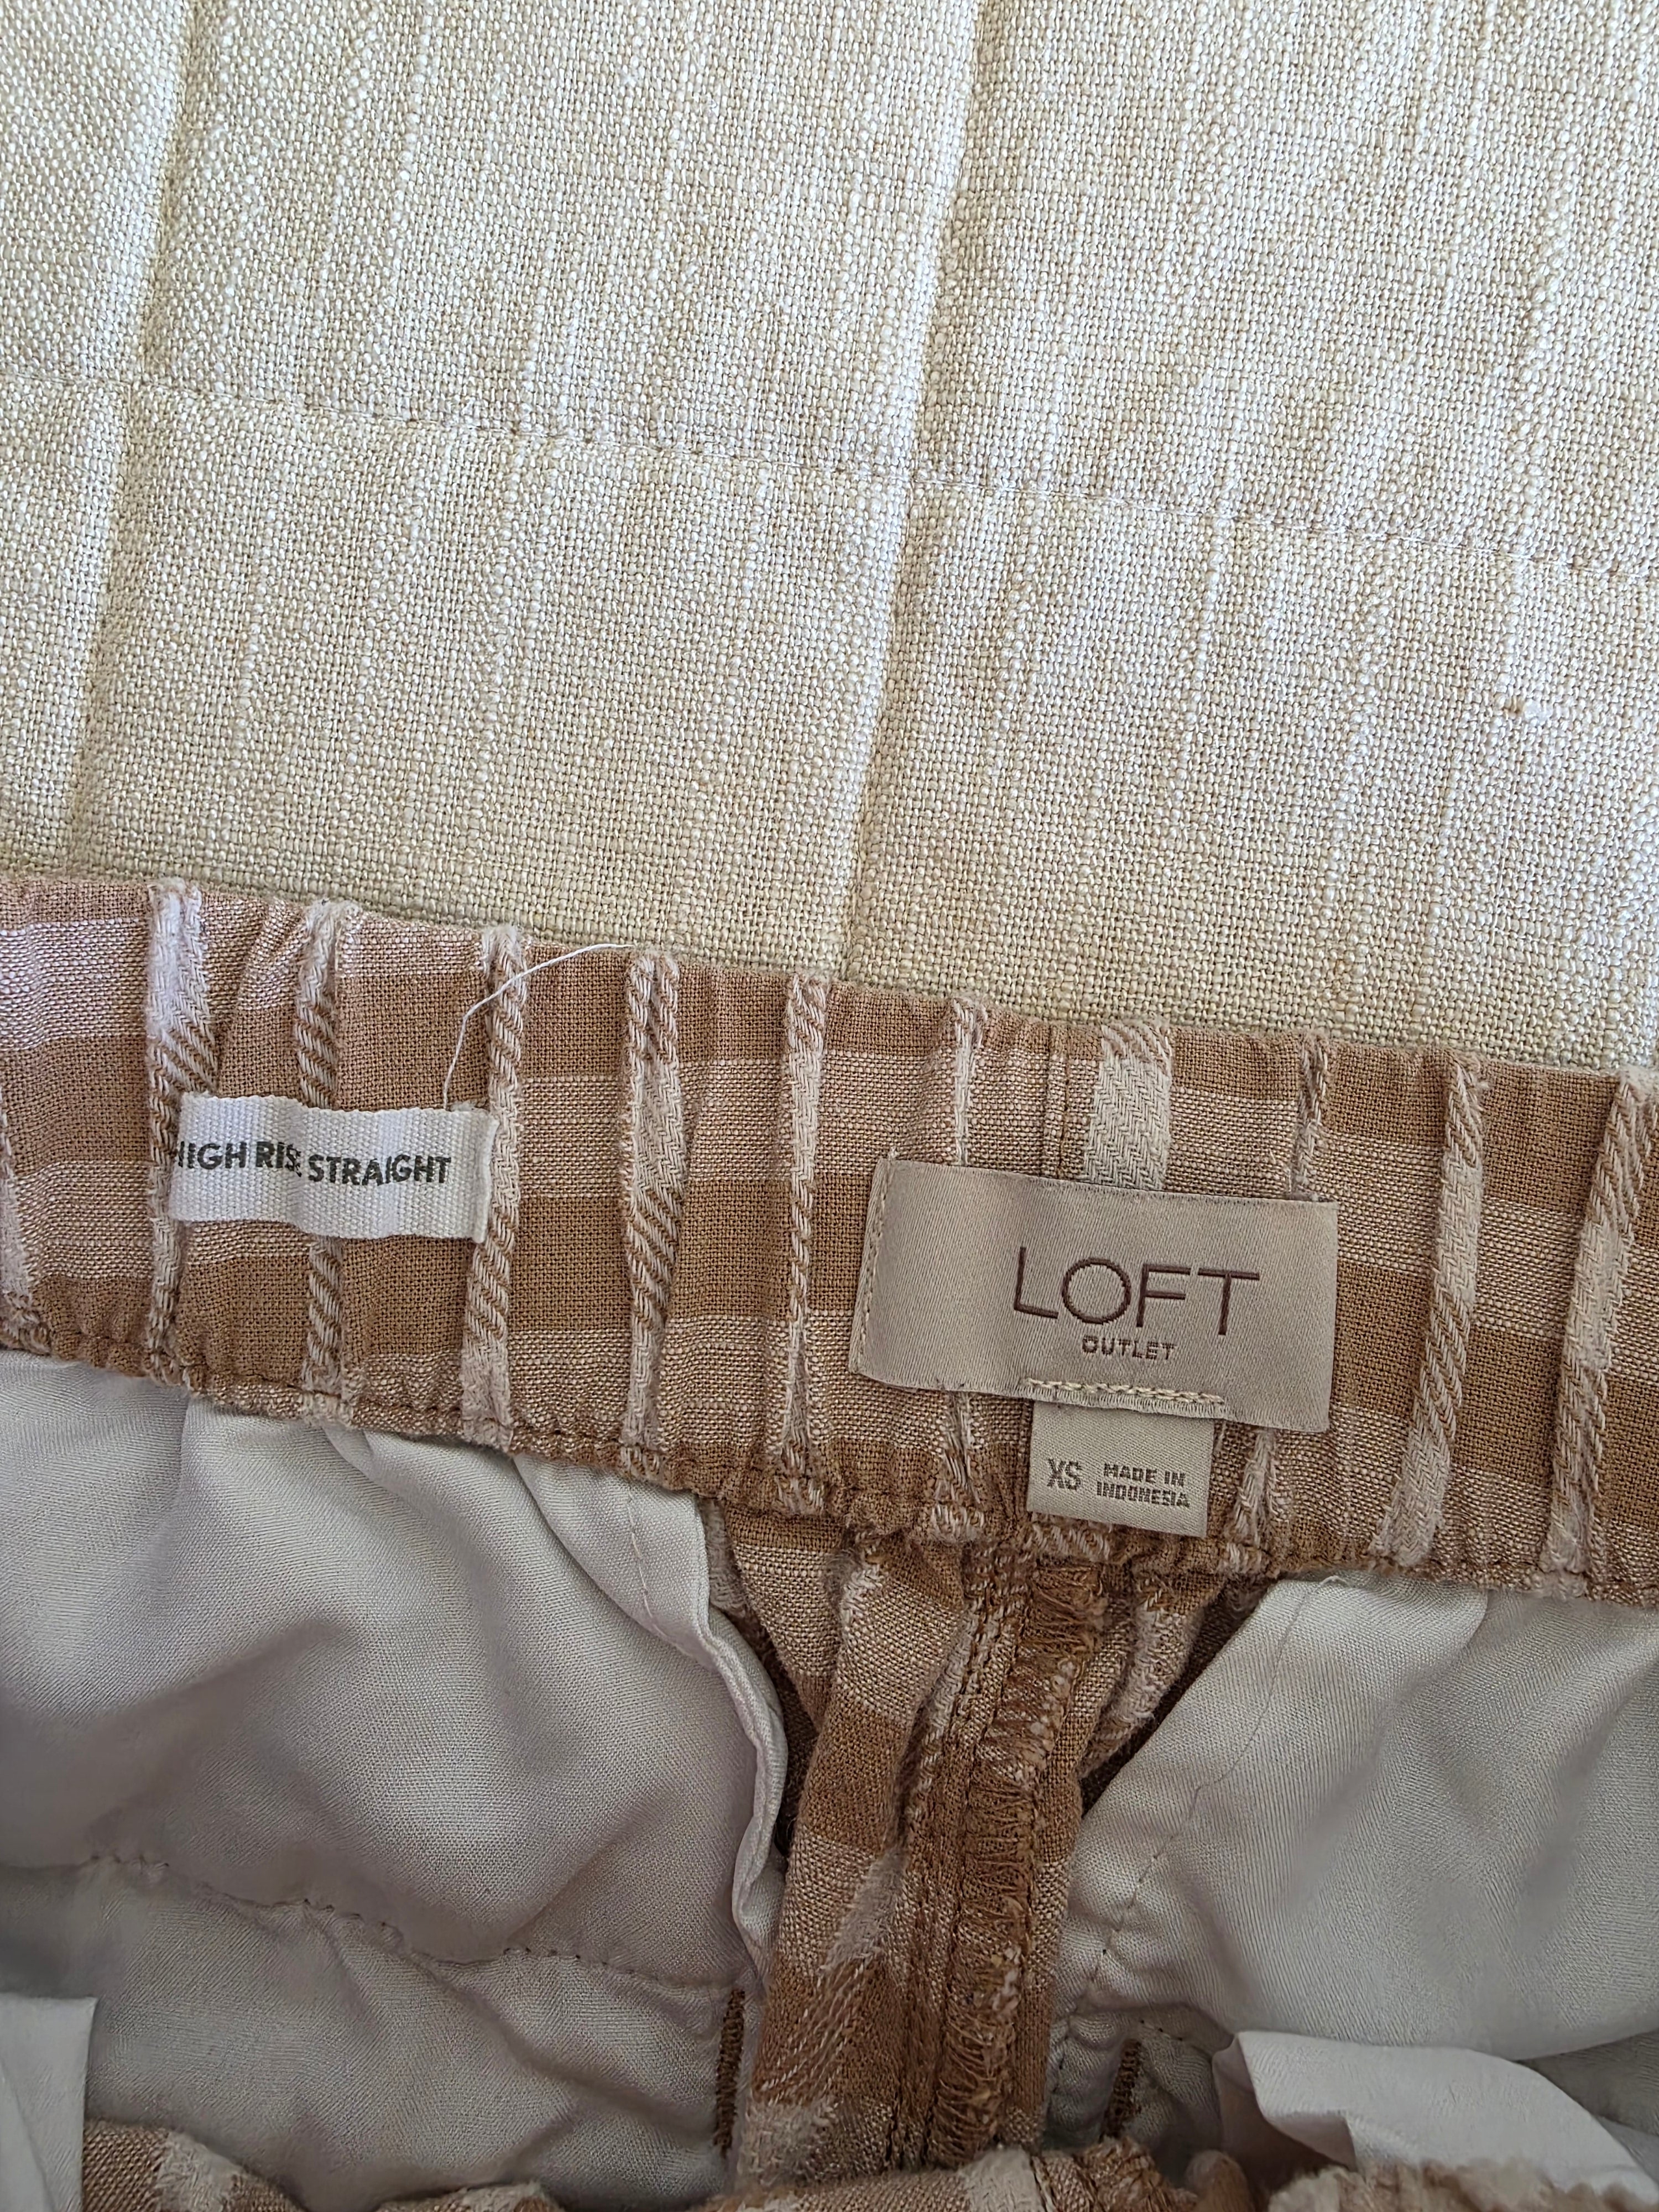 HIGH RISE STRAIGHT
LOFT
OUTLET
XS
MADE IN
INDONESIA